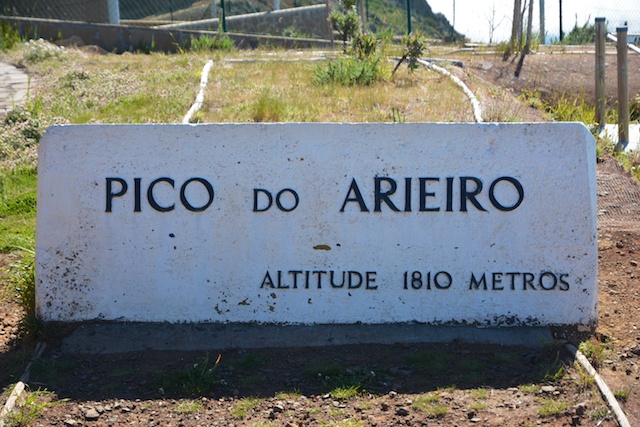 PICO DO ARIEIRO
ALTITUDE 1810 METROS